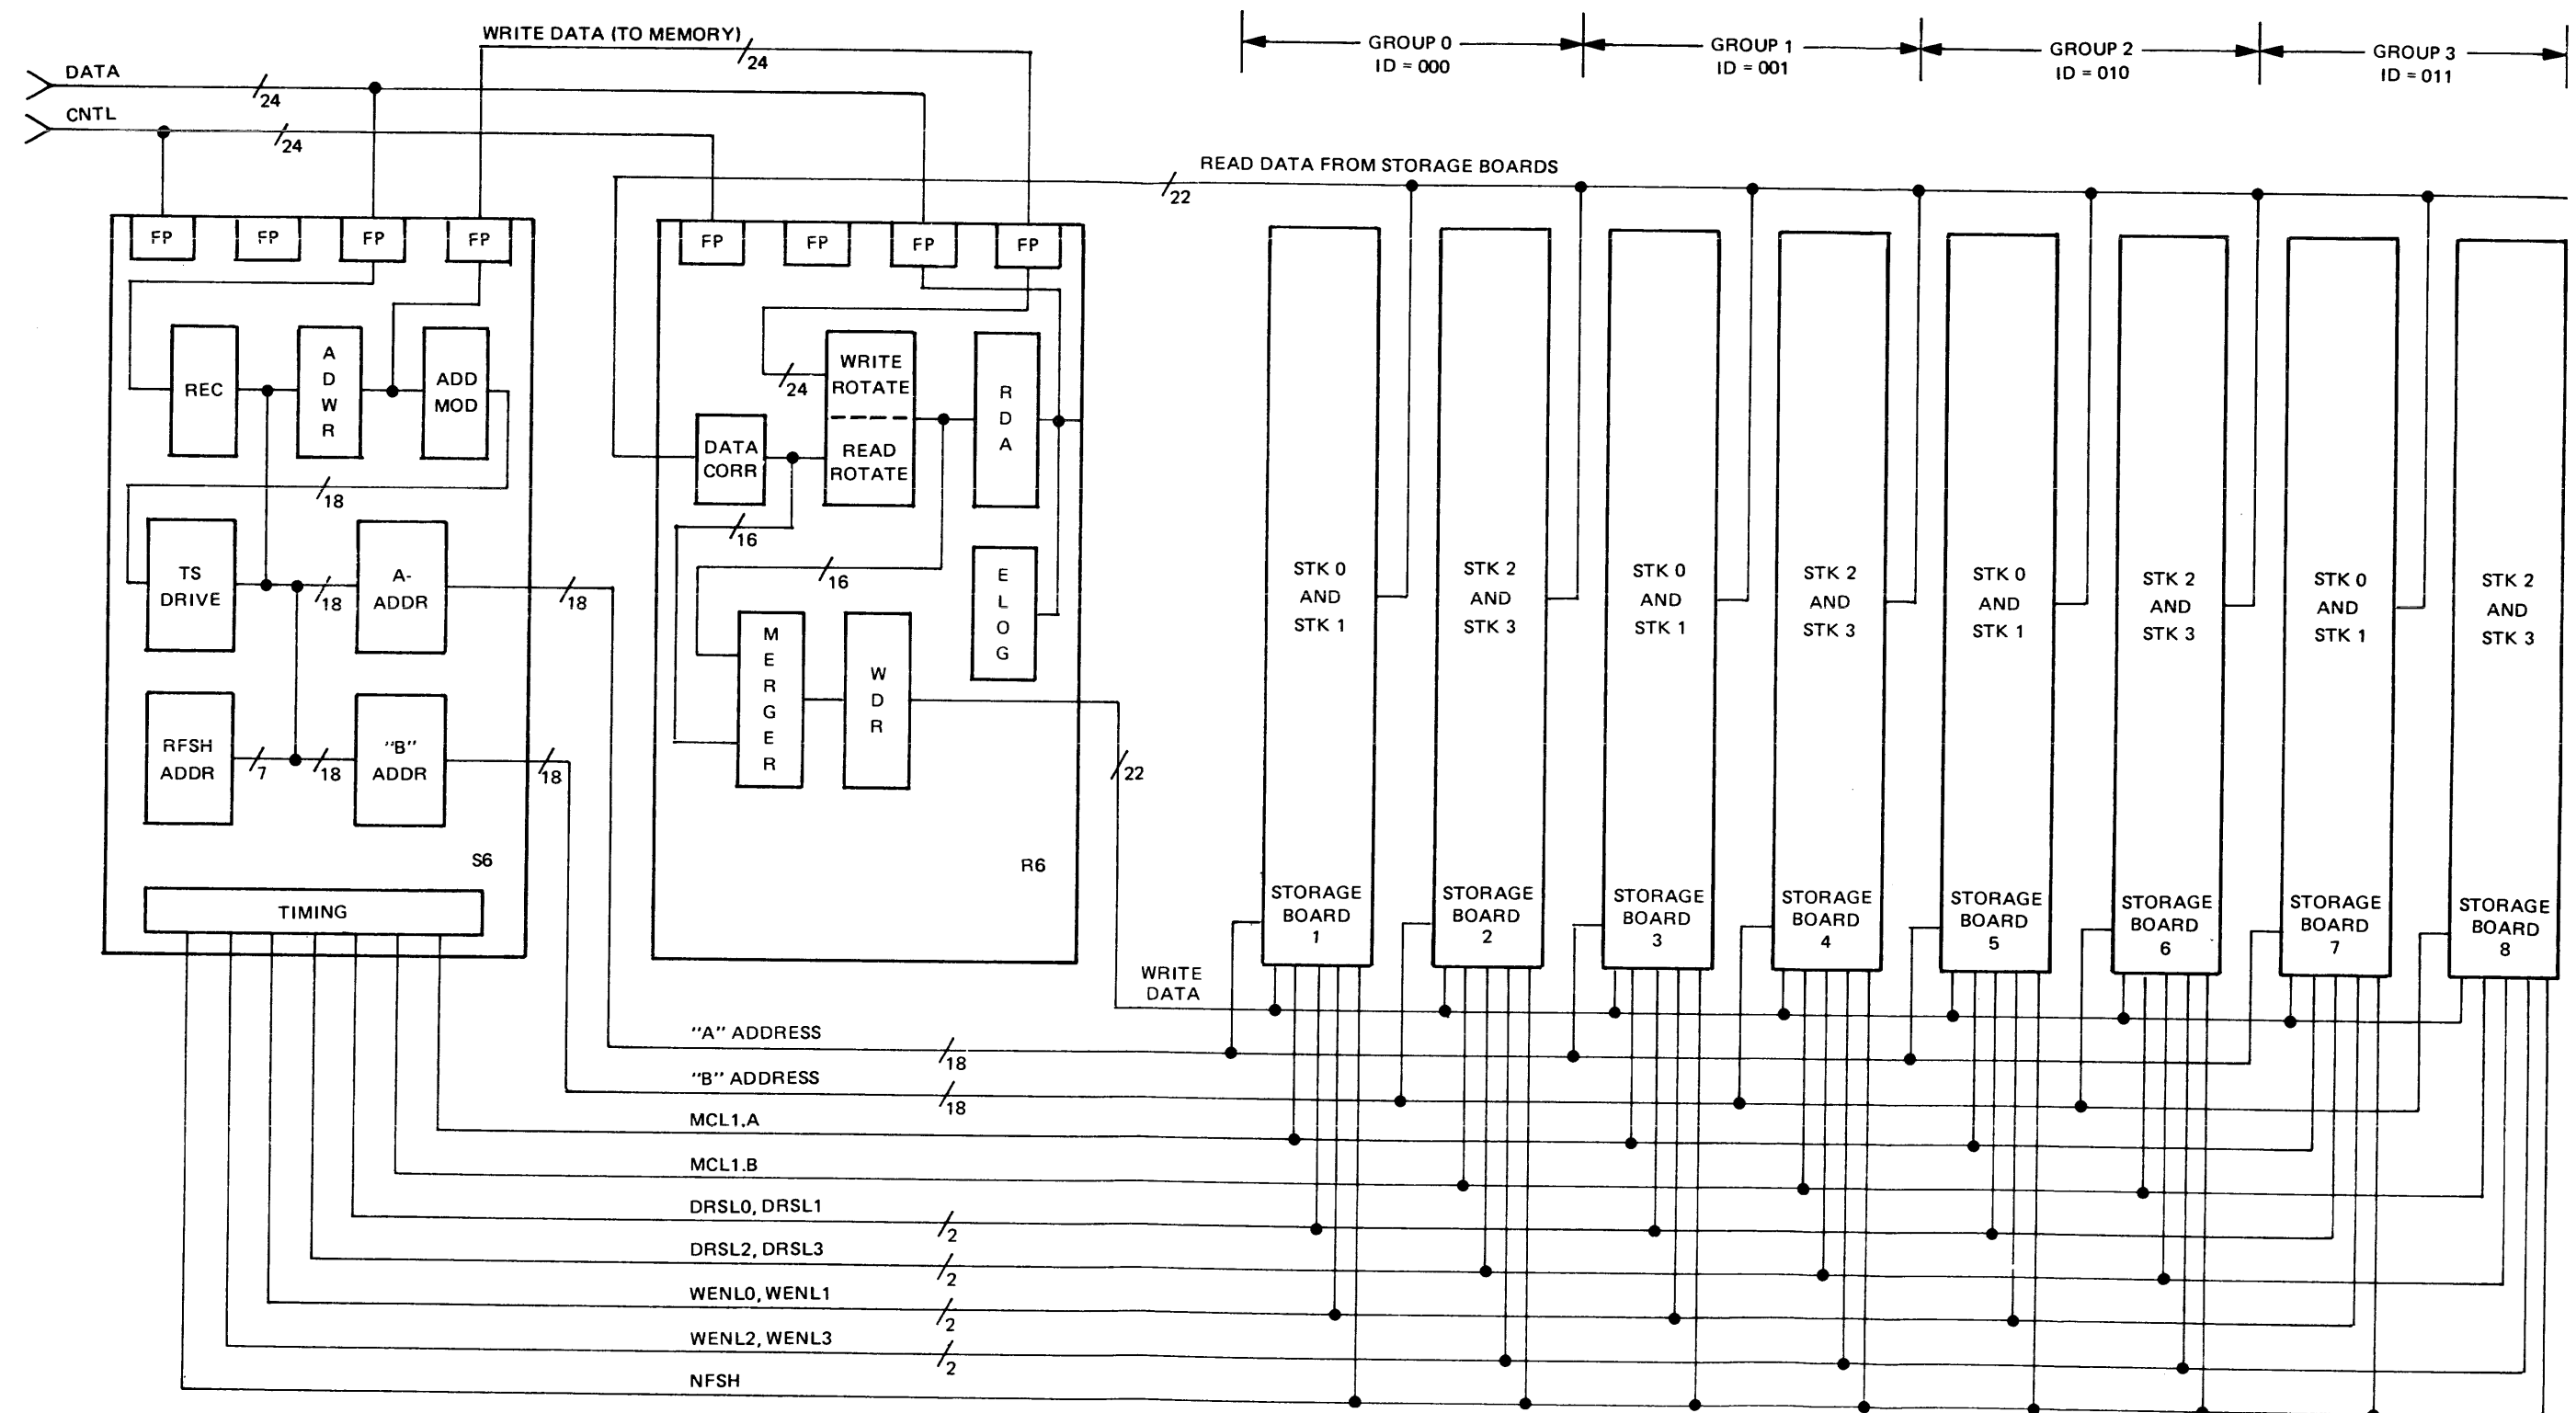 WRITE DATA (TO MEMORY)
24
DATA
24
CNTL
24
GROUP 0
ID = 000
GROUP 1
ID = 001
GROUP 2
ID = 010
GROUP 3
ID = 011
READ DATA FROM STORAGE BOARDS
22
FP
FP
FP
FP
REC
A
D
W
R
ADD
MOD
18
TS
DRIVE
18
A-
ADDR
18
RFSH
ADDR
7
18
"B"
ADDR
18
S6
TIMING
FP
FP
FP
FP
24
WRITE
ROTATE
READ
ROTATE
R
D
A
DATA
CORR
16
16
E
L
O
G
M
E
R
G
E
R
W
D
R
22
R6
STK 0
AND
STK 1
STORAGE
BOARD
1
STK 2
AND
STK 3
STORAGE
BOARD
2
STK 0
AND
STK 1
STORAGE
BOARD
3
STK 2
AND
STK 3
STORAGE
BOARD
4
STK 0
AND
STK 1
STORAGE
BOARD
5
STK 2
AND
STK 3
STORAGE
BOARD
6
STK 0
AND
STK 1
STORAGE
BOARD
7
STK 2
AND
STK 3
STORAGE
BOARD
8
WRITE
DATA
"A" ADDRESS
18
"B" ADDRESS
18
MCL1.A
MCL1.B
DRSL0, DRSL1
2
DRSL2, DRSL3
2
WENL0, WENL1
2
WENL2, WENL3
2
NFSH